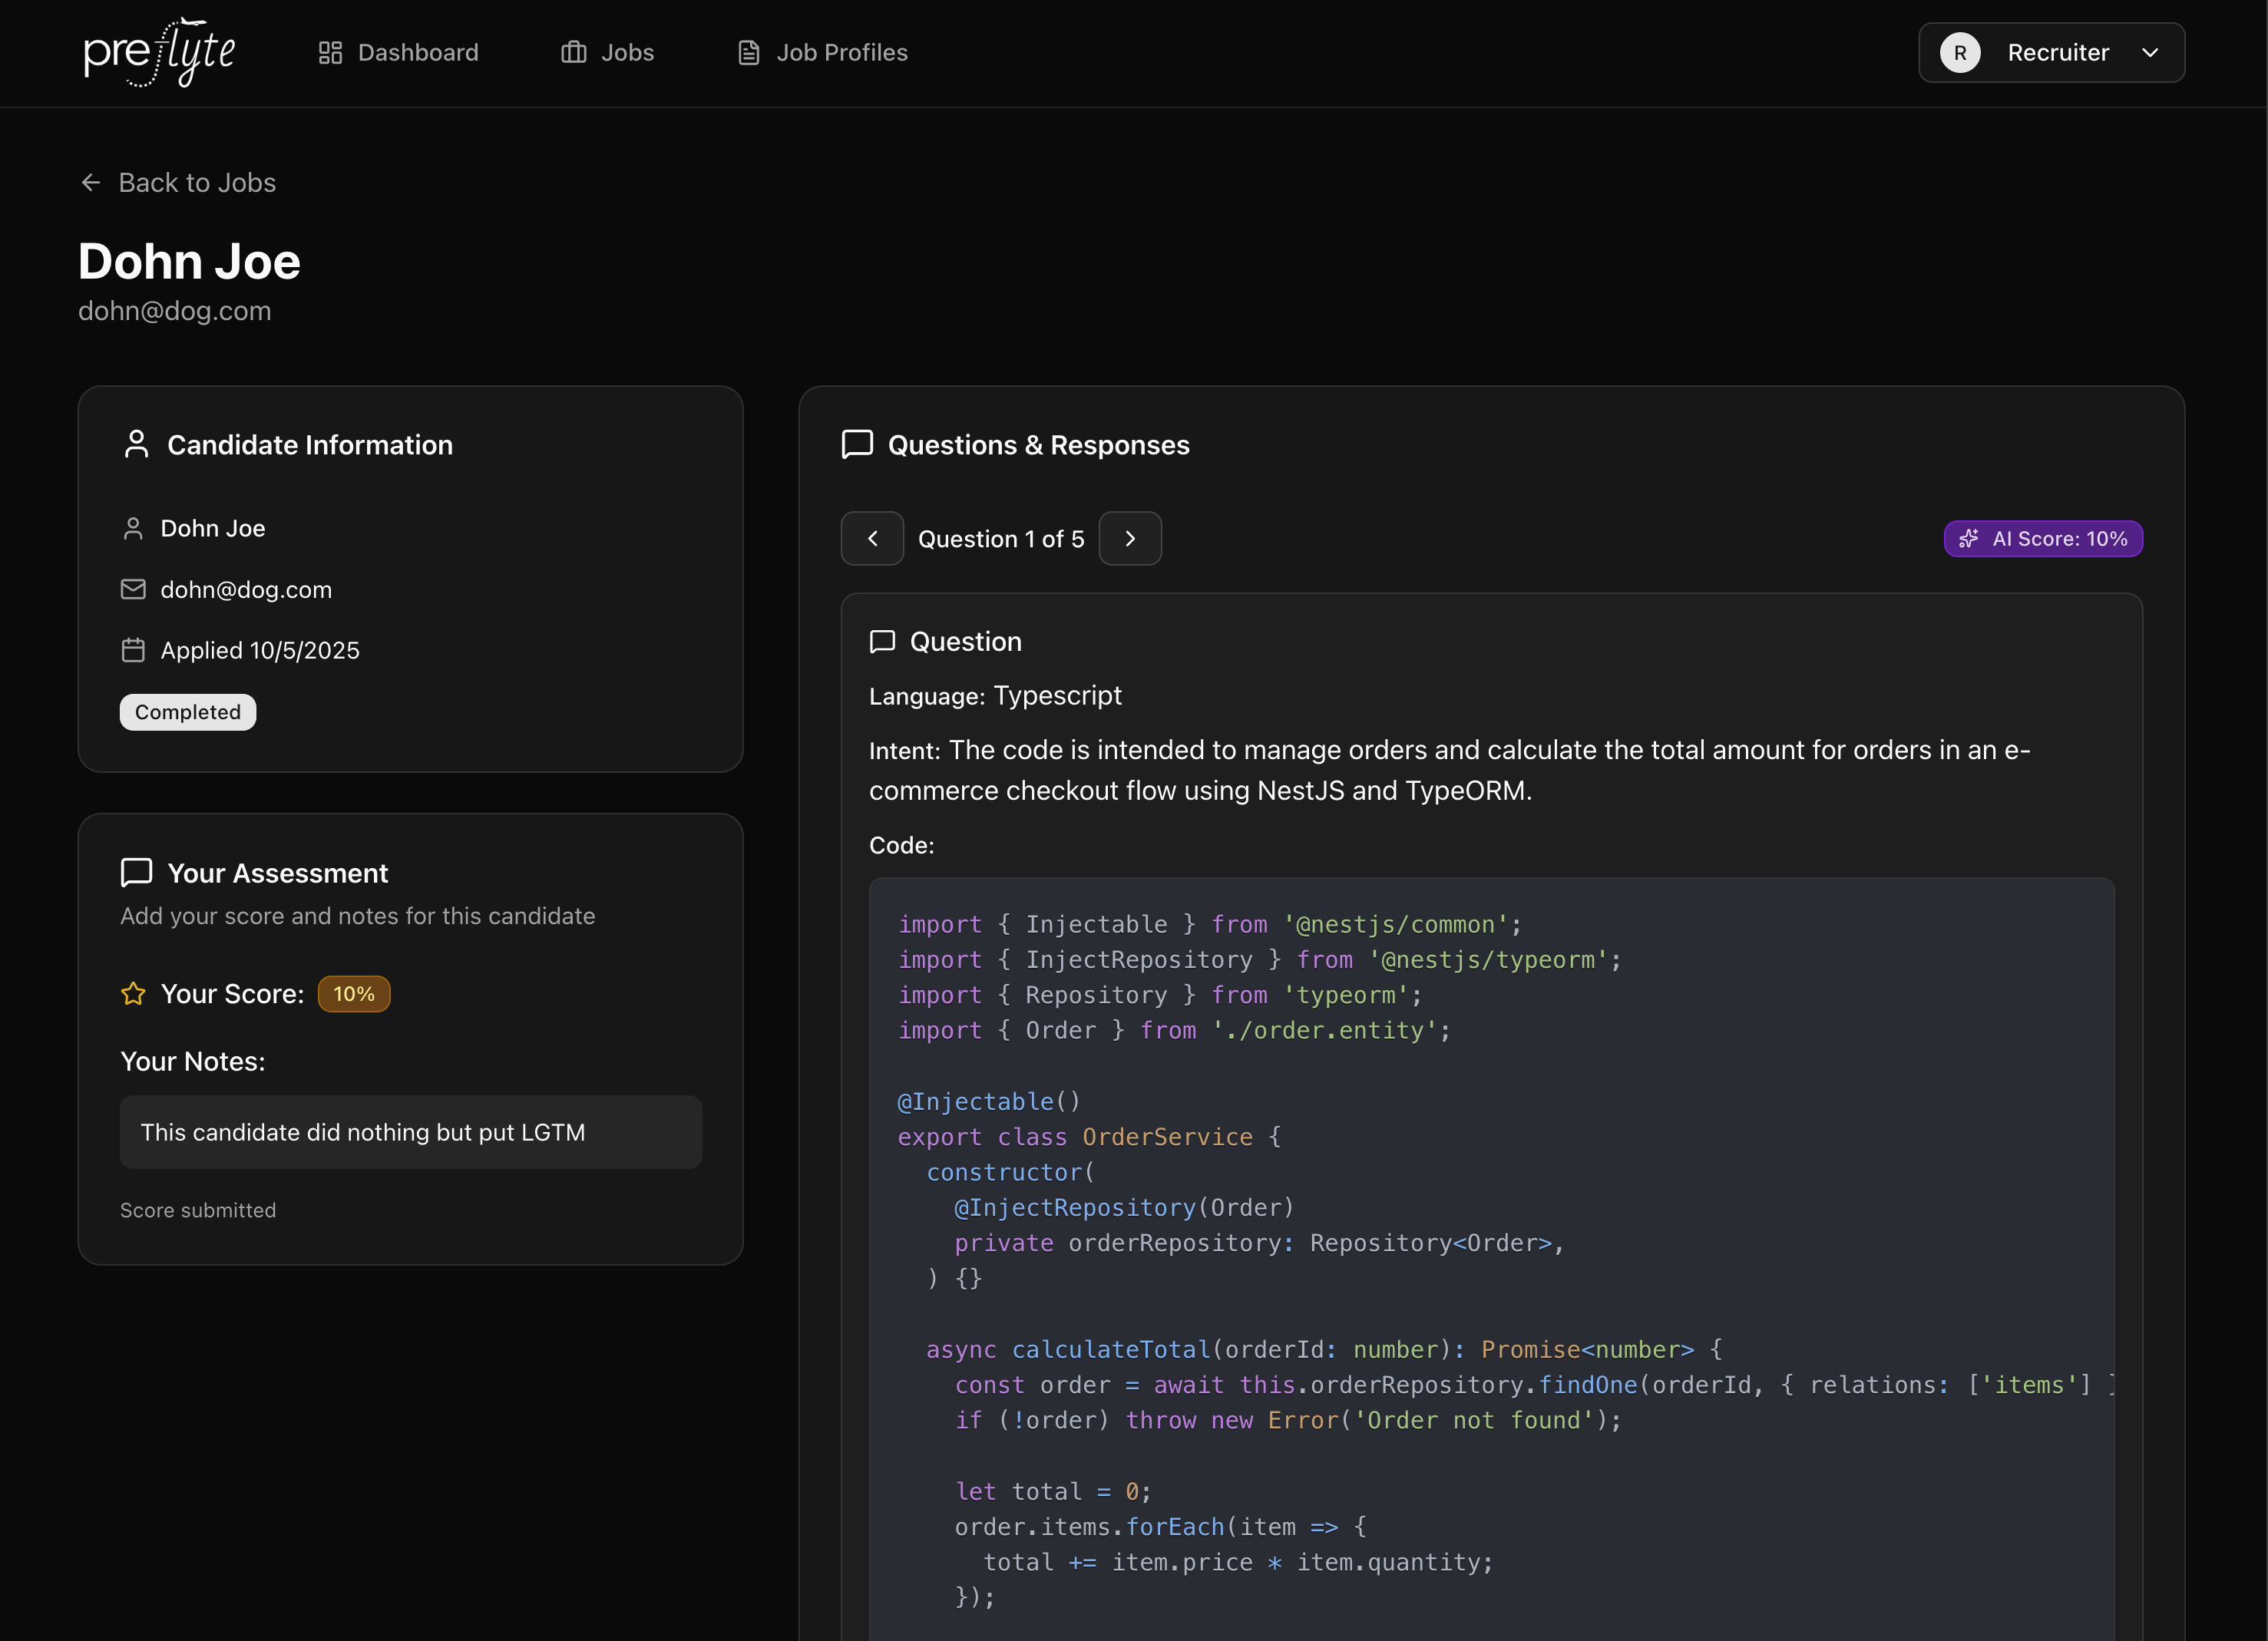 preflyte
Dashboard
Jobs
Job Profiles
R
Recruiter
Back to Jobs
Dohn Joe
dohn@dog.com
Candidate Information
Dohn Joe
dohn@dog.com
Applied 10/5/2025
Completed
Your Assessment
Add your score and notes for this candidate
Your Score: 10%
Your Notes:
This candidate did nothing but put LGTM
Score submitted
Questions & Responses
Question 1 of 5
AI Score: 10%
Question
Language: Typescript
Intent: The code is intended to manage orders and calculate the total amount for orders in an e-
commerce checkout flow using NestJS and TypeORM.
Code:
import { Injectable } from '@nestjs/common';
import { InjectRepository } from '@nestjs/typeorm';
import { Repository } from 'typeorm';
import { Order } from './order.entity';
@Injectable()
export class OrderService {
  constructor(
    @InjectRepository(Order)
    private orderRepository: Repository<Order>,
  ) {}
  async calculateTotal(orderId: number): Promise<number> {
    const order = await this.orderRepository.findOne(orderId, { relations: ['items'] }
    if (!order) throw new Error('Order not found');
    let total = 0;
    order.items.forEach(item => {
      total += item.price * item.quantity;
    });